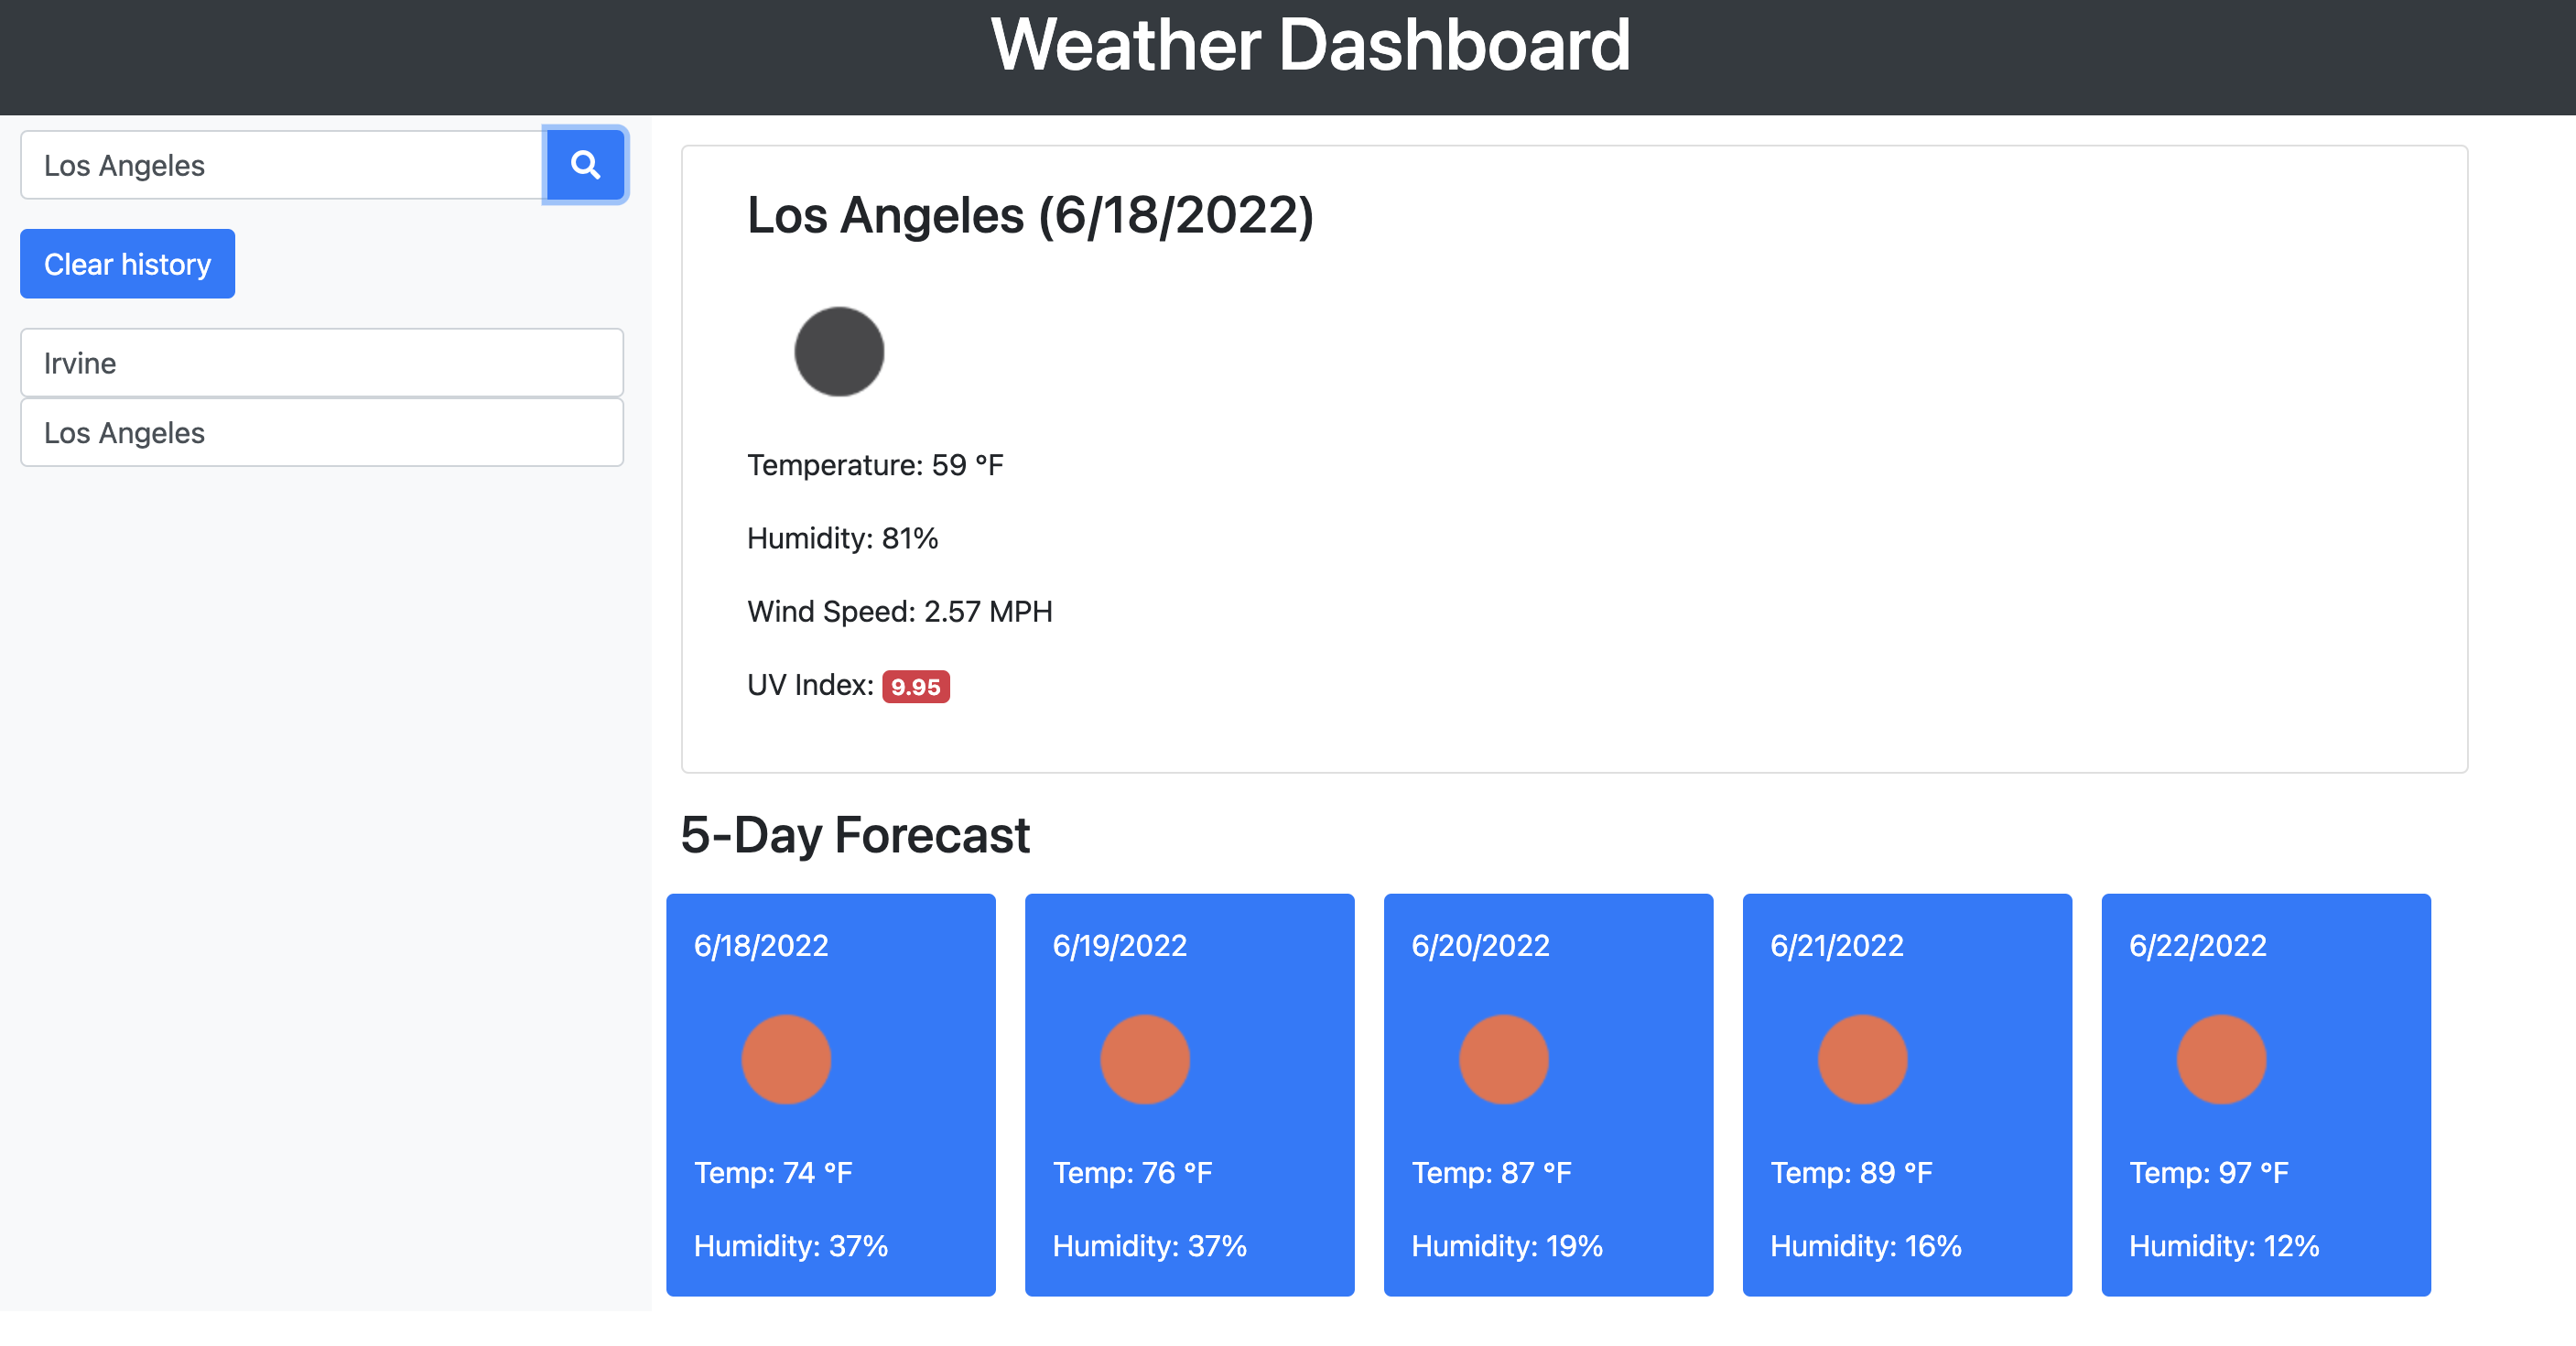 Weather Dashboard
Los Angeles
Clear history
Irvine
Los Angeles
Los Angeles (6/18/2022)
Temperature: 59 °F
Humidity: 81%
Wind Speed: 2.57 MPH
UV Index: 9.95
5-Day Forecast
6/18/2022
Temp: 74 °F
Humidity: 37%
6/19/2022
Temp: 76 °F
Humidity: 37%
6/20/2022
Temp: 87 °F
Humidity: 19%
6/21/2022
Temp: 89 °F
Humidity: 16%
6/22/2022
Temp: 97 °F
Humidity: 12%